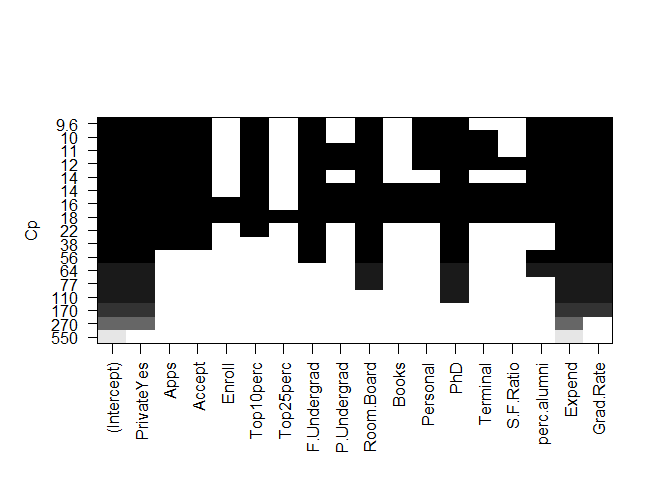 Cp
9.6
10
11
12
14
14
16
18
22
38
56
64
77
110
170
270
550
(Intercept)
PrivateYes
Apps
Accept
Enroll
Top10perc
Top25perc
F.Undergrad
P.Undergrad
Room.Board
Books
Personal
PhD
Terminal
S.F.Ratio
perc.alumni
Expend
Grad.Rate